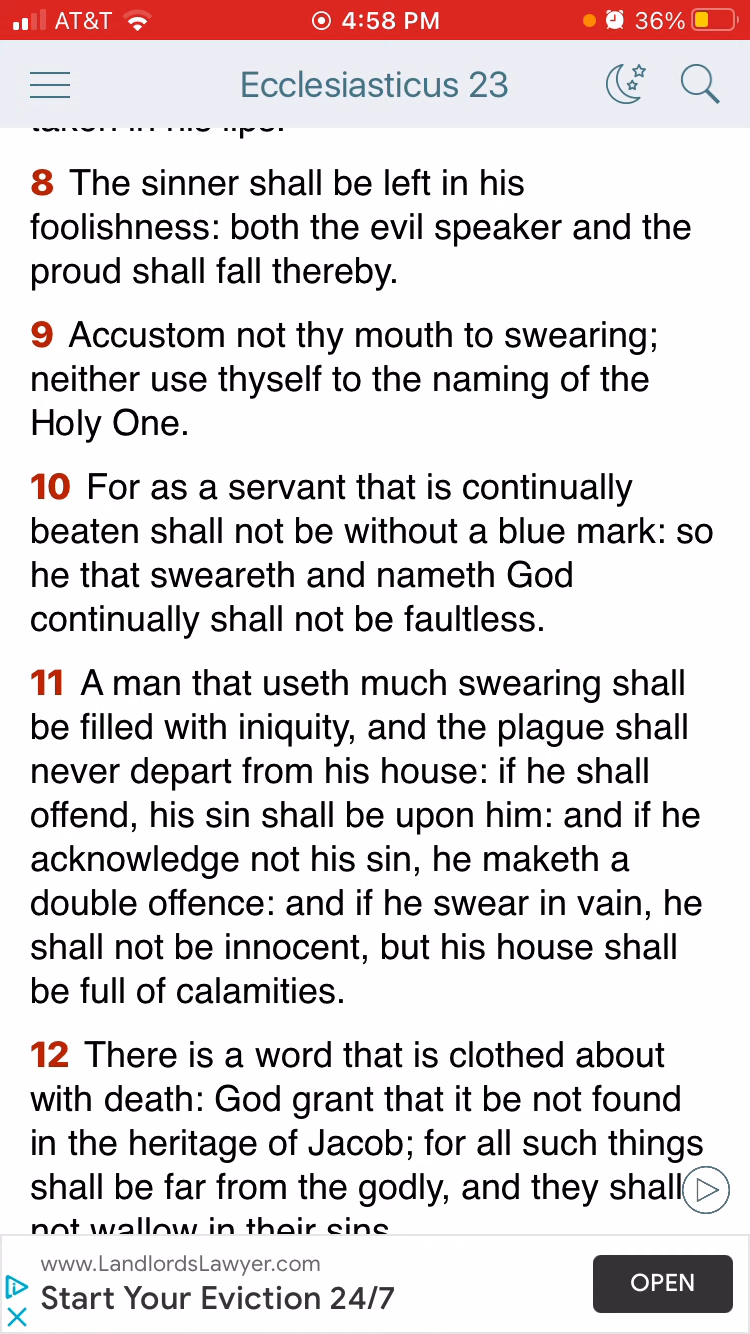 AT&T 4:58 PM 36%
Ecclesiasticus 23
taken in his lips.
8 The sinner shall be left in his
foolishness: both the evil speaker and the
proud shall fall thereby.
9 Accustom not thy mouth to swearing;
neither use thyself to the naming of the
Holy One.
10 For as a servant that is continually
beaten shall not be without a blue mark: so
he that sweareth and nameth God
continually shall not be faultless.
11 A man that useth much swearing shall
be filled with iniquity, and the plague shall
never depart from his house: if he shall
offend, his sin shall be upon him: and if he
acknowledge not his sin, he maketh a
double offence: and if he swear in vain, he
shall not be innocent, but his house shall
be full of calamities.
12 There is a word that is clothed about
with death: God grant that it be not found
in the heritage of Jacob; for all such things
shall be far from the godly, and they shall
not wallow in their sins
www.LandlordsLawyer.com
Start Your Eviction 24/7
OPEN